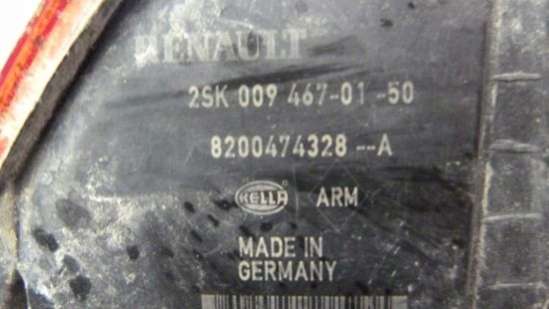 RENAULT
2SK 009 467-01 -50
8200474328 --A
HELLA ARM
MADE IN
GERMANY